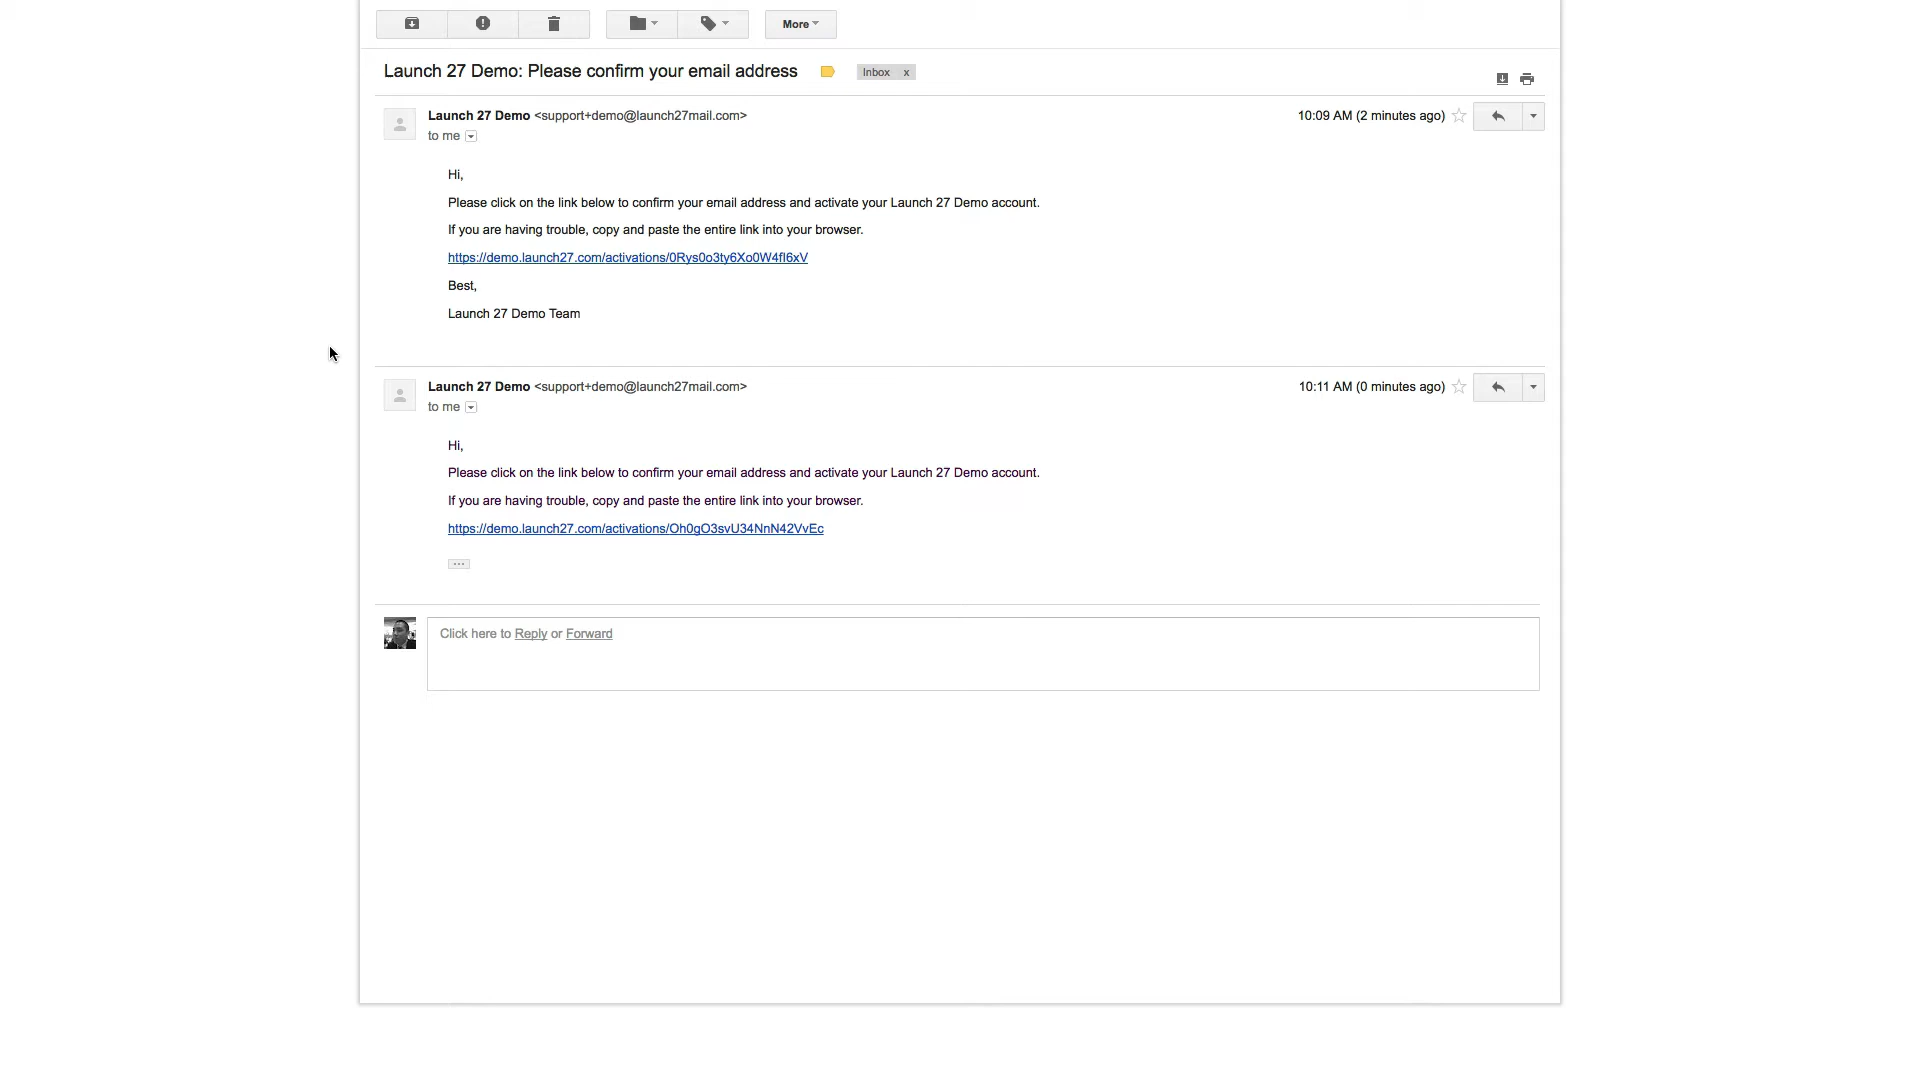 More
Launch 27 Demo: Please confirm your email address
Inbox x
Launch 27 Demo <support+demo@launch27mail.com>
10:09 AM (2 minutes ago)
to me
Hi,
Please click on the link below to confirm your email address and activate your Launch 27 Demo account.
If you are having trouble, copy and paste the entire link into your browser.
https://demo.launch27.com/activations/0Rys0o3ty6Xo0W4fI6xV
Best,
Launch 27 Demo Team
Launch 27 Demo <support+demo@launch27mail.com>
10:11 AM (0 minutes ago)
to me
Hi,
Please click on the link below to confirm your email address and activate your Launch 27 Demo account.
If you are having trouble, copy and paste the entire link into your browser.
https://demo.launch27.com/activations/Oh0gO3svU34NnN42VvEc
Click here to Reply or Forward